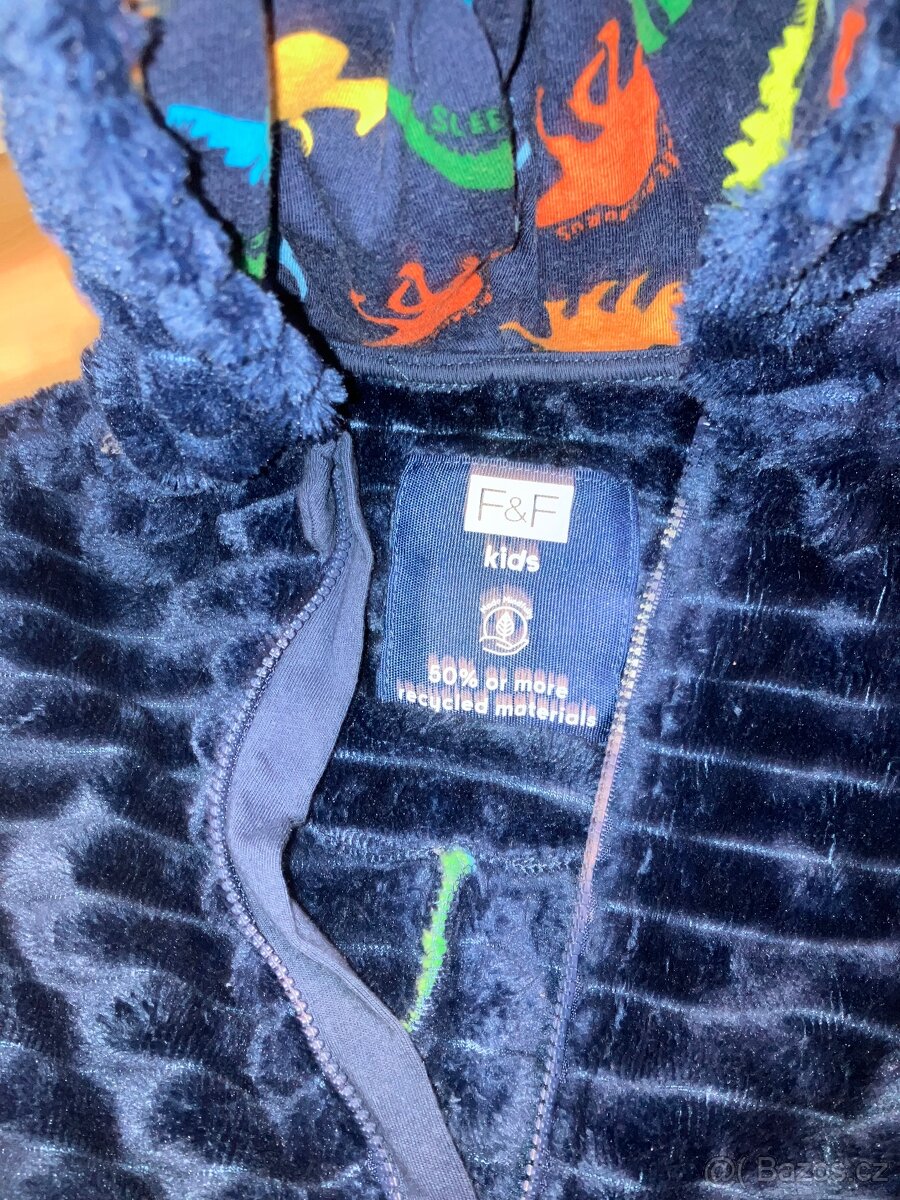 SLEE
F&F
kids
50% or more
recycled materials
@( Bazos.cz